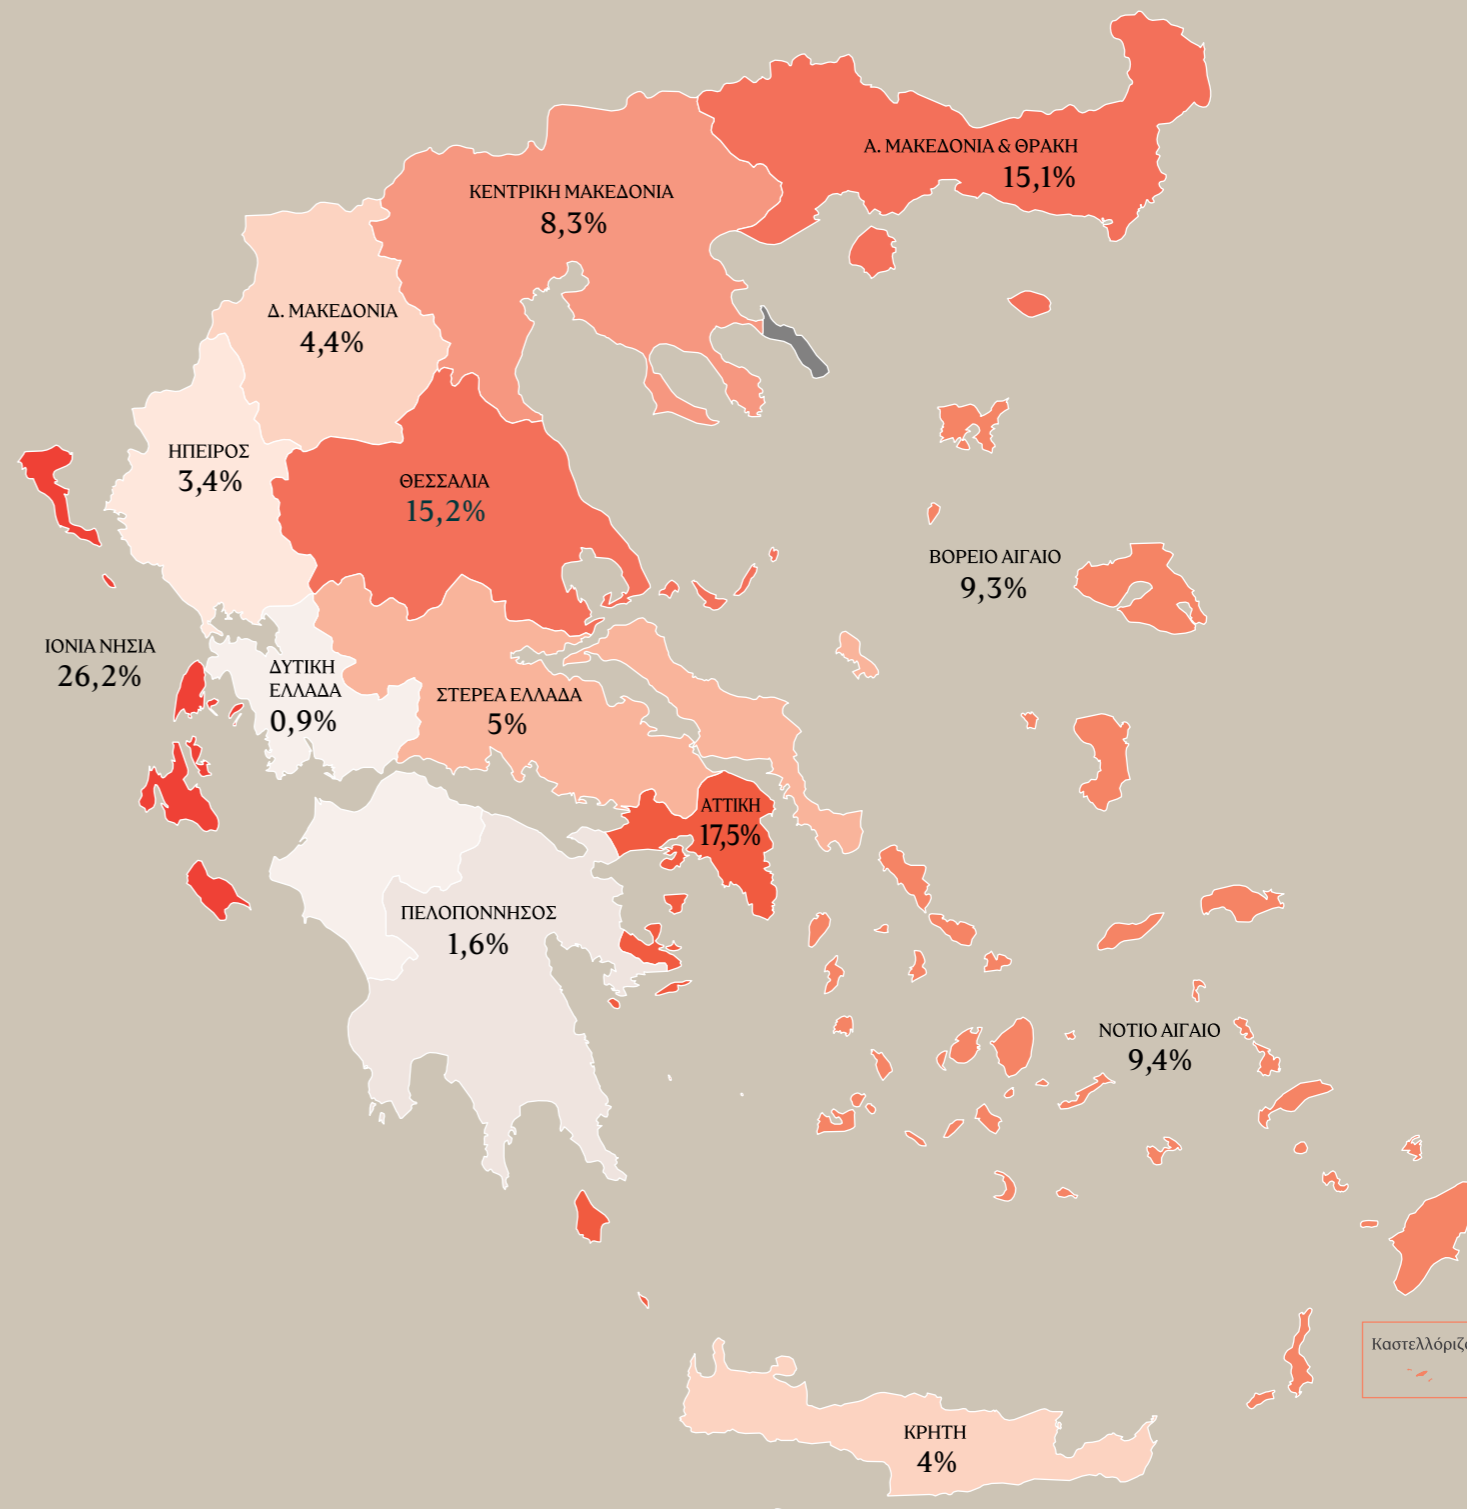 Α. ΜΑΚΕΔΟΝΙΑ & ΘΡΑΚΗ
15,1%
ΚΕΝΤΡΙΚΗ ΜΑΚΕΔΟΝΙΑ
8,3%
Δ. ΜΑΚΕΔΟΝΙΑ
4,4%
ΗΠΕΙΡΟΣ
3,4%
ΘΕΣΣΑΛΙΑ
15,2%
ΒΟΡΕΙΟ ΑΙΓΑΙΟ
9,3%
ΙΟΝΙΑ ΝΗΣΙΑ
26,2%
ΔΥΤΙΚΗ
ΕΛΛΑΔΑ
0,9%
ΣΤΕΡΕΑ ΕΛΛΑΔΑ
5%
ΑΤΤΙΚΗ
17,5%
ΠΕΛΟΠΟΝΝΗΣΟΣ
1,6%
ΝΟΤΙΟ ΑΙΓΑΙΟ
9,4%
Καστελλόριζο
ΚΡΗΤΗ
4%